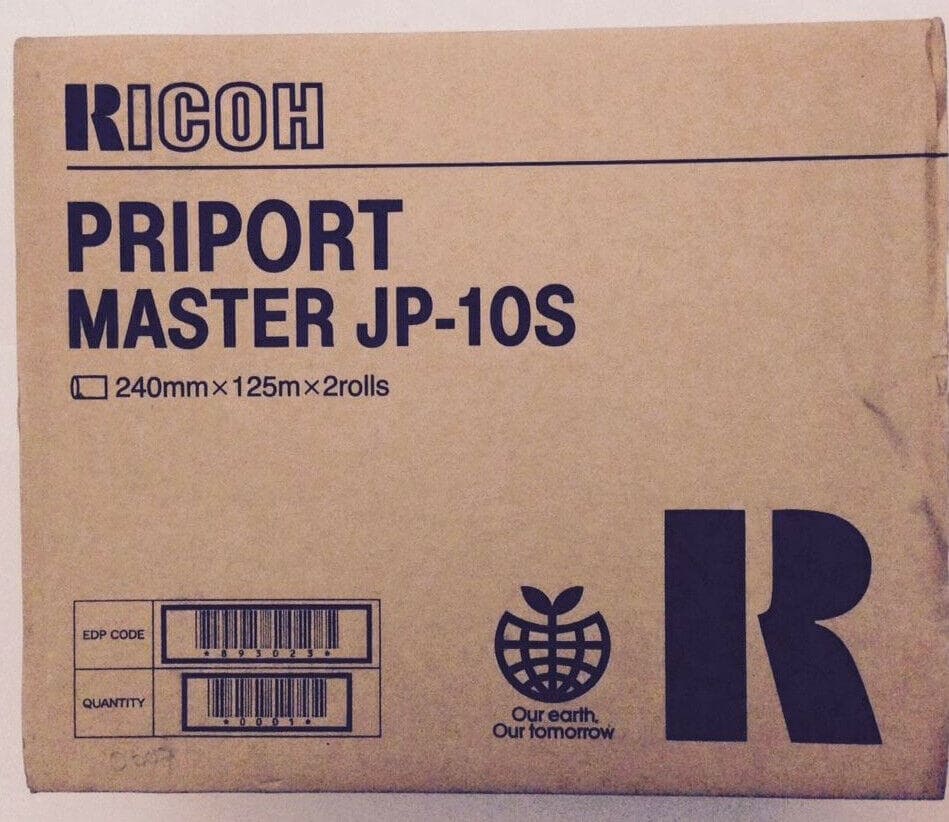 RICOH
PRIPORT
MASTER JP-10S
240mm×125m×2rolls
EDP CODE
*893023*
QUANTITY
*0001*
Our earth,
Our tomorrow
R